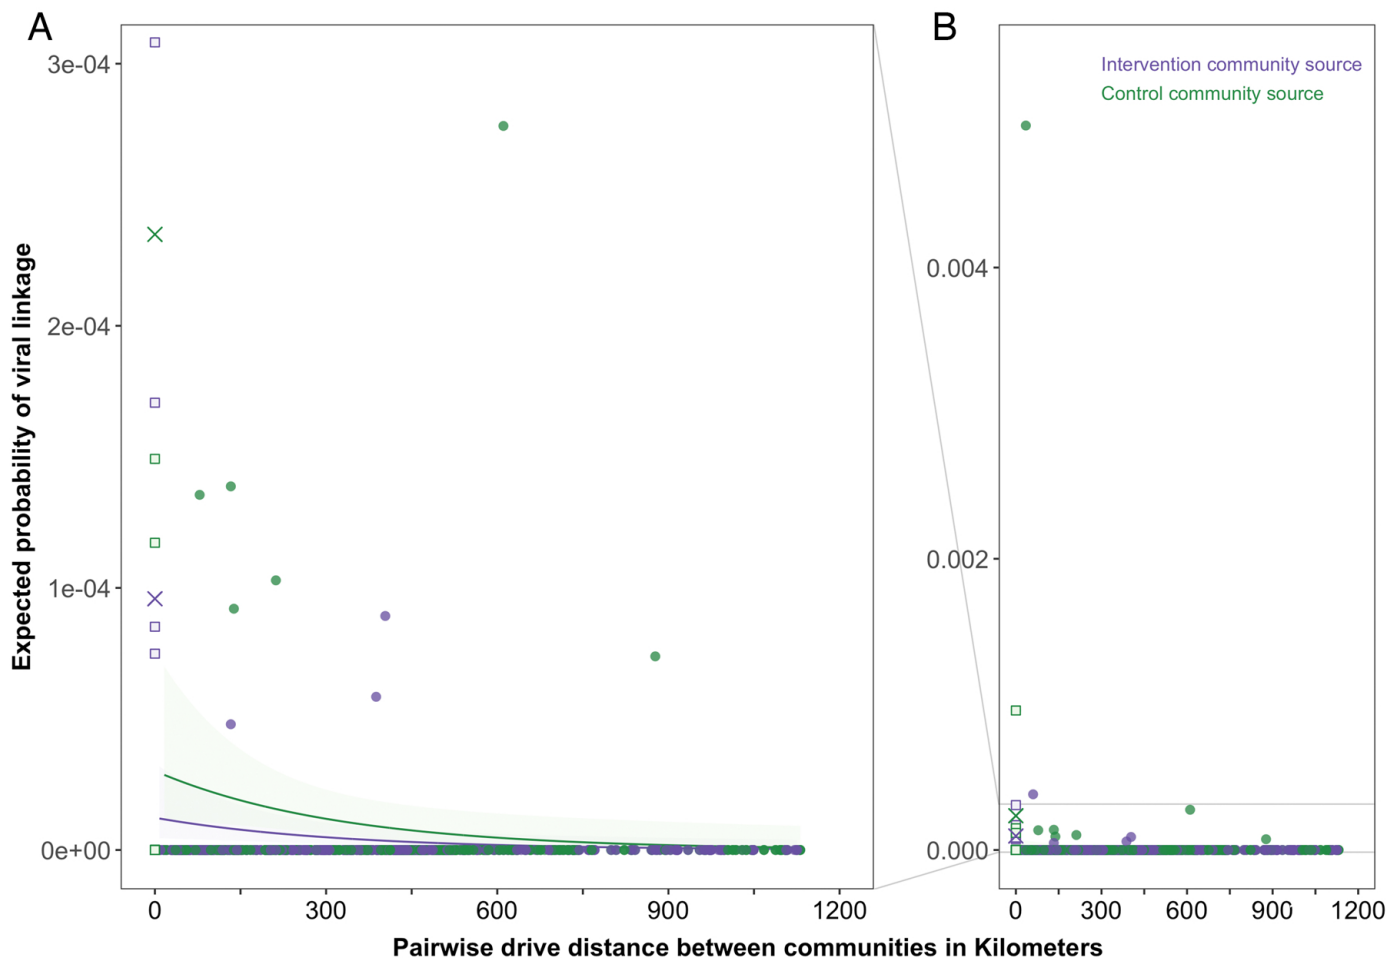 A
B
Intervention community source
Control community source
Expected probability of viral linkage
3e-04
2e-04
1e-04
0e+00
0.004
0.002
0.000
0 300 600 900 1200
0 300 600 900 1200
Pairwise drive distance between communities in Kilometers